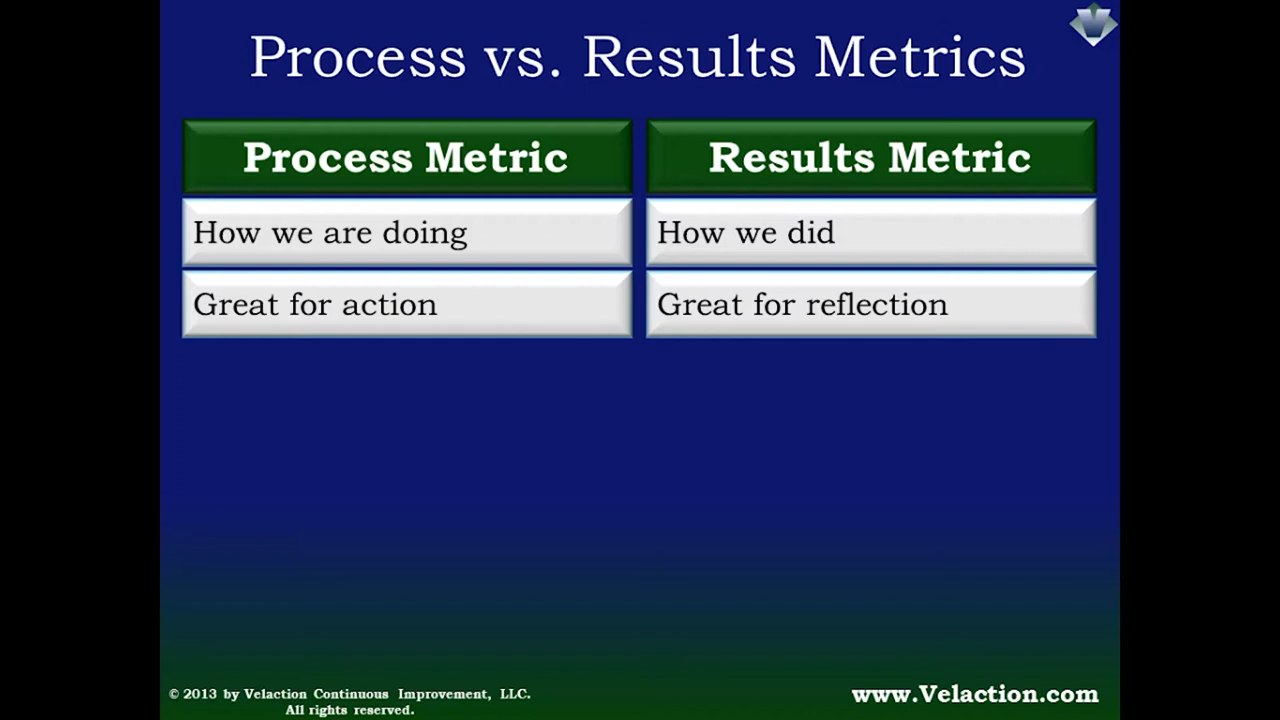 Process vs. Results Metrics
Process Metric
Results Metric
How we are doing
How we did
Great for action
Great for reflection
© 2013 by Velaction Continuous Improvement, LLC.
All rights reserved.
www.Velaction.com